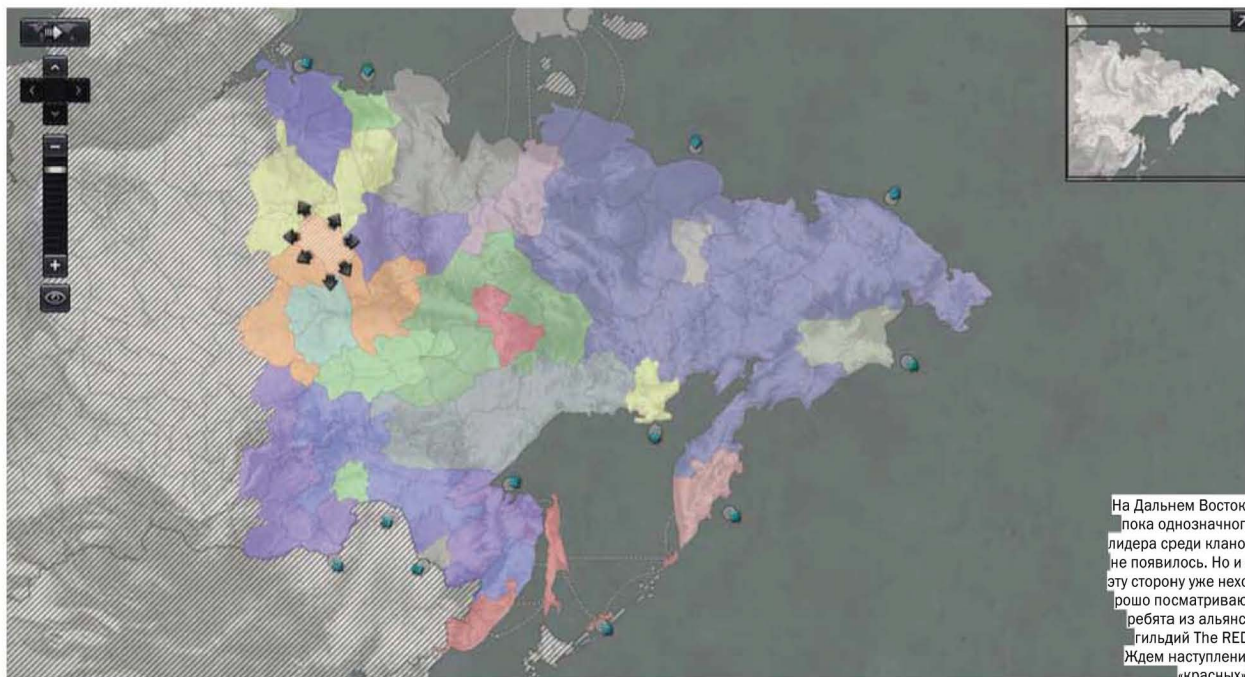 На Дальнем Восток
пока однозначног
лидера среди клано
не появилось. Но и
эту сторону уже нехо
рошо посматриваю
ребята из альянс
гильдий The RED
Ждем наступлени
«красных»